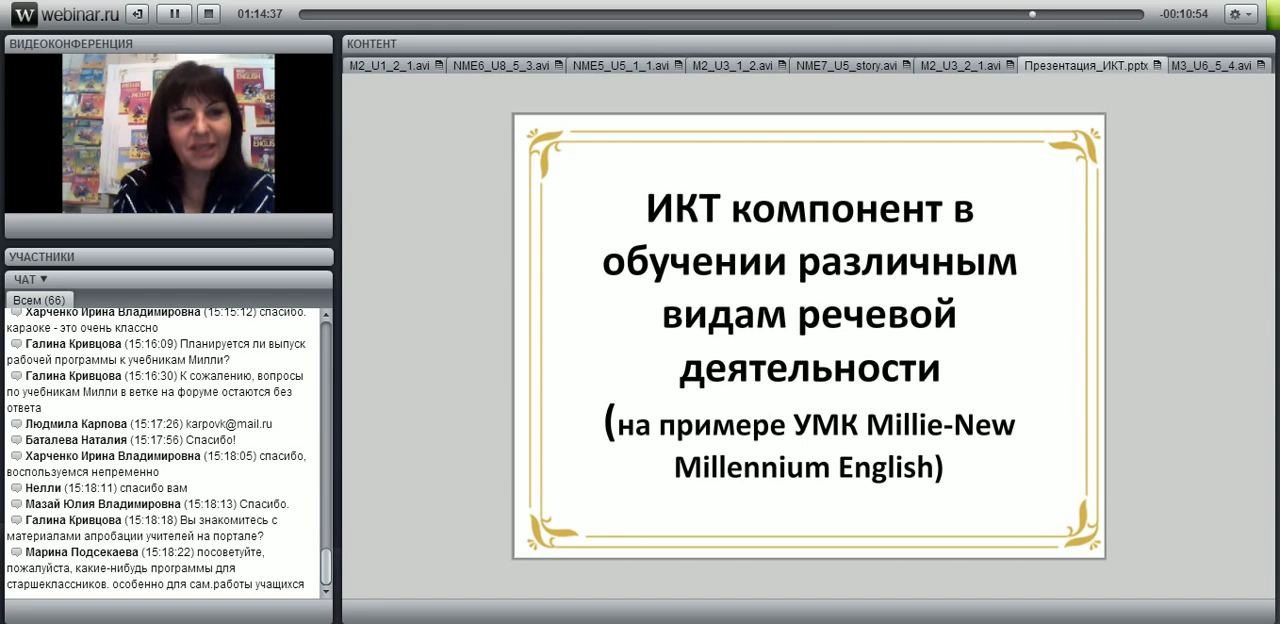 W webinar.ru 01:14:37 -00:10:54
ВИДЕОКОНФЕРЕНЦИЯ
КОНТЕНТ
M2_U1_2_1.avi NME6_U8_5_3.avi NME5_U5_1_1.avi M2_U3_1_2.avi NME7_U5_story.avi M2_U3_2_1.avi Презентация_ИКТ.pptx M3_U6_5_4.avi
ENGLISH
ENGLISH
УЧАСТНИКИ
ЧАТ ▼
Всем (66)
Харченко Ирина Владимировна (15:15:12) спасибо.
караоке - это очень классно
Галина Кривцова (15:16:09) Планируется ли выпуск
рабочей программы к учебникам Милли?
Галина Кривцова (15:16:30) К сожалению, вопросы
по учебникам Милли в ветке на форуме остаются без
ответа
Людмила Карпова (15:17:26) karpovk@mail.ru
Баталева Наталия (15:17:56) Спасибо!
Харченко Ирина Владимировна (15:18:05) спасибо,
воспользуемся непременно
Нелли (15:18:11) спасибо вам
Мазай Юлия Владимировна (15:18:13) Спасибо.
Галина Кривцова (15:18:18) Вы знакомитесь с
материалами апробации учителей на портале?
Марина Подсекаева (15:18:22) посоветуйте,
пожалуйста, какие-нибудь программы для
старшеклассников. особенно для сам.работы учащихся
ИКТ компонент в
обучении различным
видам речевой
деятельности
(на примере УМК Millie-New
Millennium English)